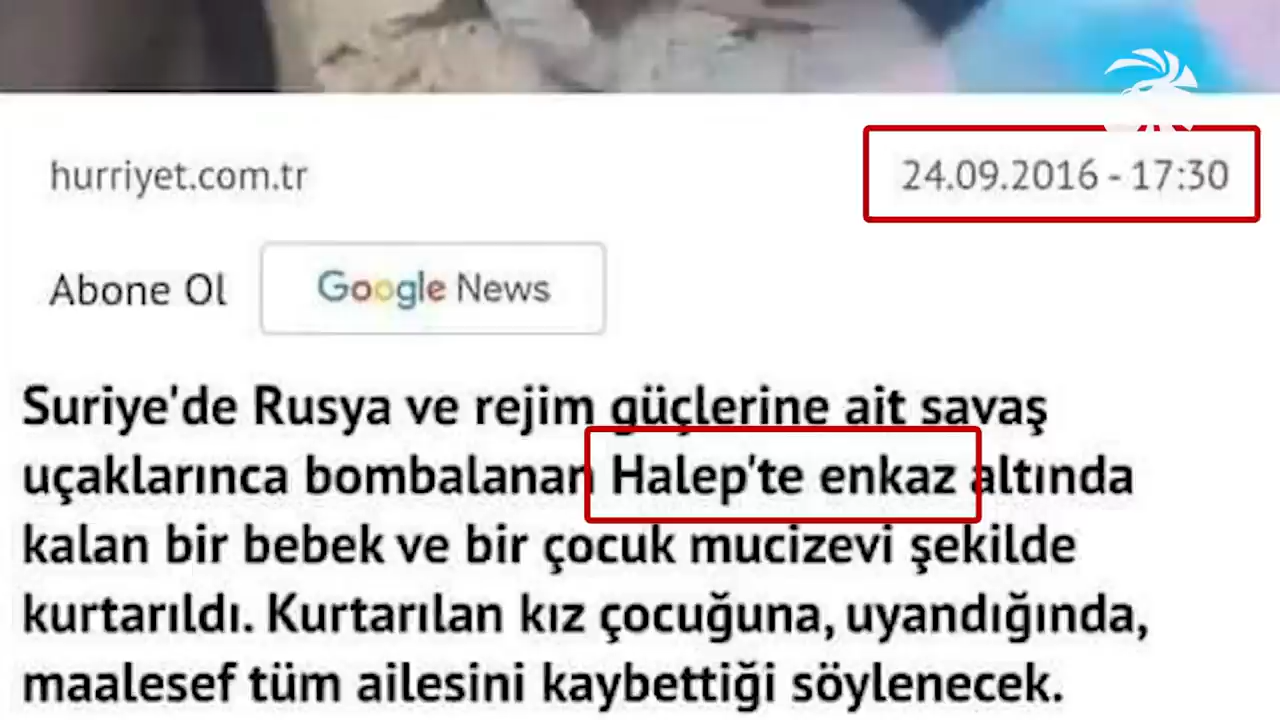 hurriyet.com.tr
24.09.2016 - 17:30
Abone Ol
Google News
Suriye'de Rusya ve rejim güçlerine ait savaş
uçaklarınca bombalanan Halep'te enkaz altında
kalan bir bebek ve bir çocuk mucizevi şekilde
kurtarıldı. Kurtarılan kız çocuğuna, uyandığında,
maalesef tüm ailesini kaybettiği söylenecek.